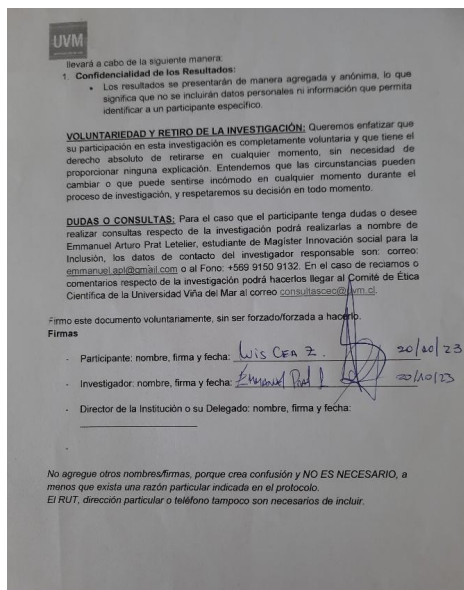 UVM
llevará a cabo de la siguiente manera:
1. Confidencialidad de los Resultados:
• Los resultados se presentarán de manera agregada y anónima, lo que
significa que no se incluirán datos personales ni información que permita
identificar a un participante específico.
VOLUNTARIEDAD Y RETIRO DE LA INVESTIGACIÓN: Queremos enfatizar que
su participación en esta investigación es completamente voluntaria y que tiene el
derecho absoluto de retirarse en cualquier momento, sin necesidad de
proporcionar ninguna explicación. Entendemos que las circunstancias pueden
cambiar o que puede sentirse incómodo en cualquier momento durante el
proceso de investigación, y respetaremos su decisión en todo momento.
DUDAS O CONSULTAS: Para el caso que el participante tenga dudas o desee
realizar consultas respecto de la investigación podrá realizarlas a nombre de
Emmanuel Arturo Prat Letelier, estudiante de Magíster Innovación social para la
Inclusión, los datos de contacto del investigador responsable son: correo:
emmanuel.apl@gmail.com o al Fono: +569 9150 9132. En el caso de reclamos o
comentarios respecto de la investigación podrá hacerlos llegar al Comité de Ética
Científica de la Universidad Viña del Mar al correo consultascec@uvm.cl.
Firmo este documento voluntariamente, sin ser forzado/forzada a hacerlo.
Firmas
- Participante: nombre, firma y fecha: Luis CEA Z. 20/10/23
- Investigador: nombre, firma y fecha: Emmanuel Prat L 20/10/23
- Director de la Institución o su Delegado: nombre, firma y fecha:
No agregue otros nombres/firmas, porque crea confusión y NO ES NECESARIO, a
menos que exista una razón particular indicada en el protocolo.
El RUT, dirección particular o teléfono tampoco son necesarios de incluir.